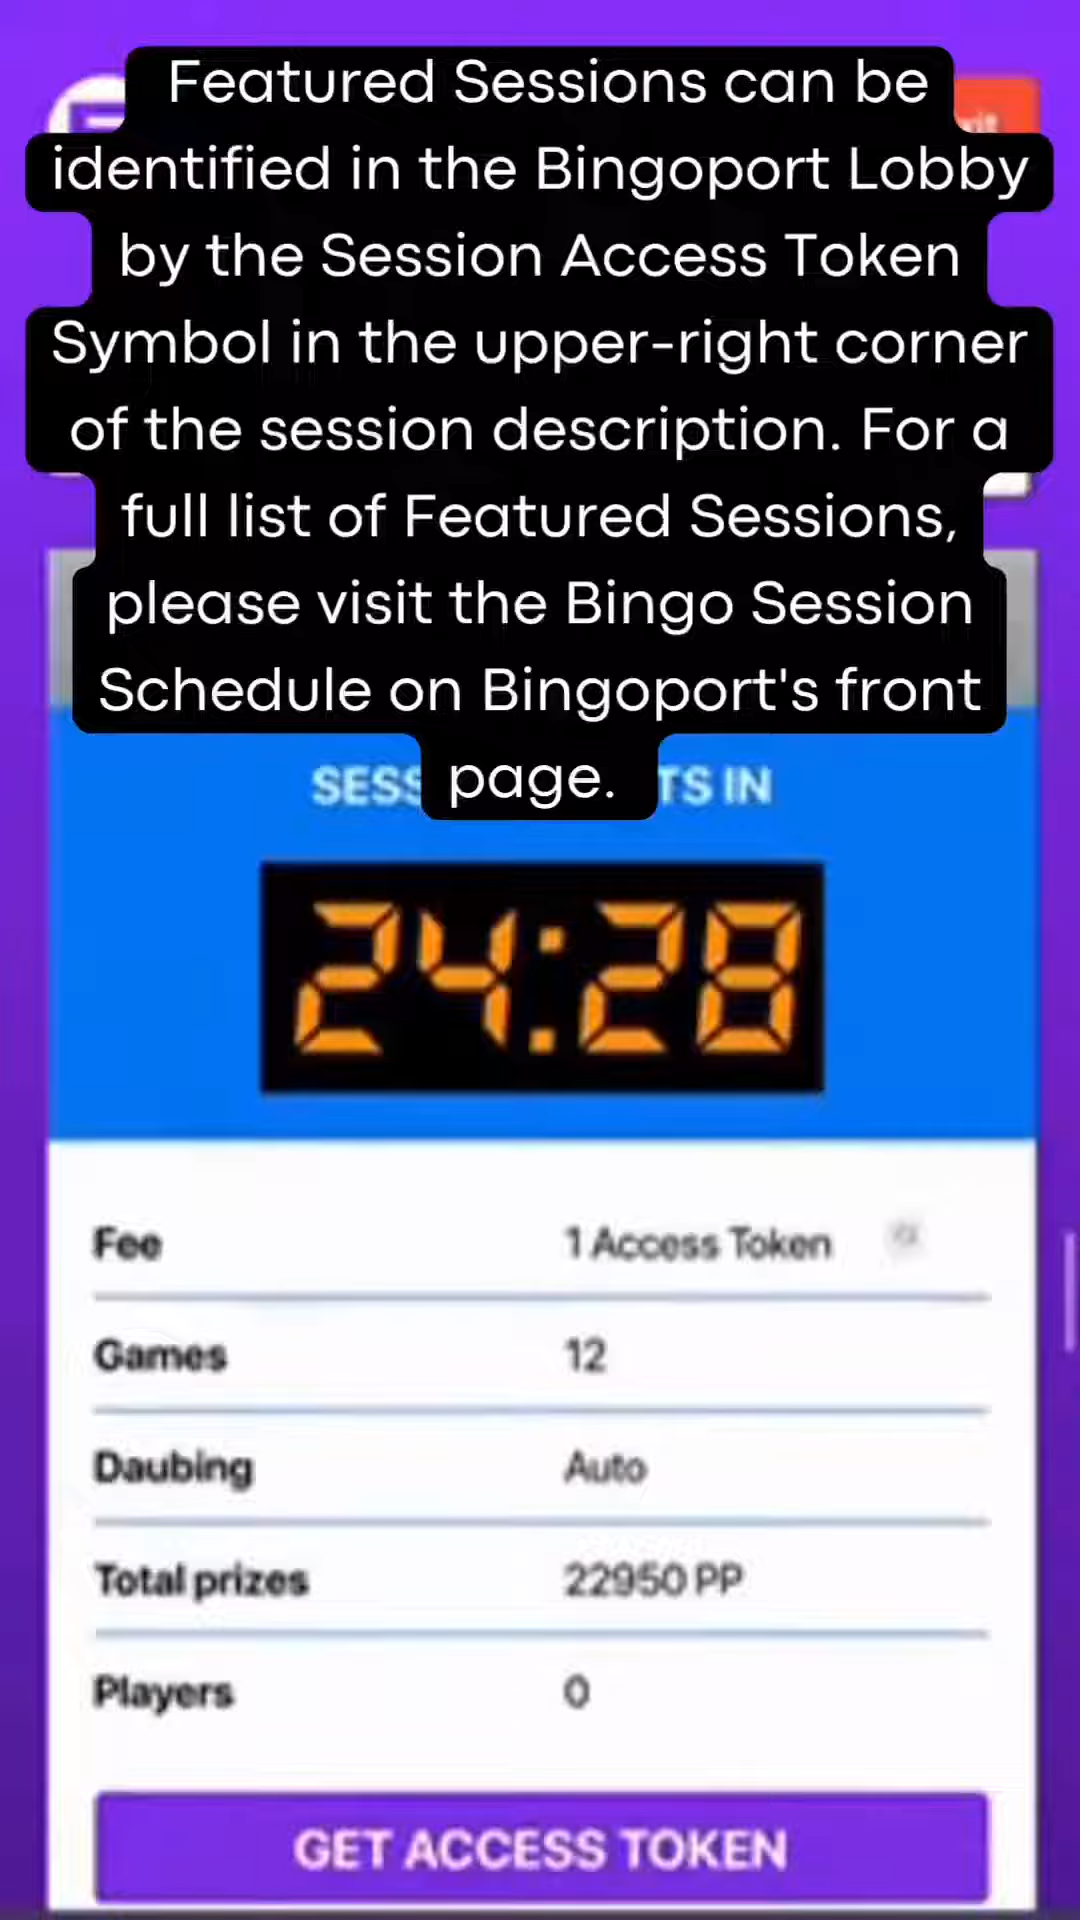 Featured Sessions can be
identified in the Bingoport Lobby
by the Session Access Token
Symbol in the upper-right corner
of the session description. For a
full list of Featured Sessions,
please visit the Bingo Session
Schedule on Bingoport's front
page.
IN
24:28
Fee 1 Access Token
Games 12
Daubing Auto
Total prizes 22950 PP
Players 0
GET ACCESS TOKEN